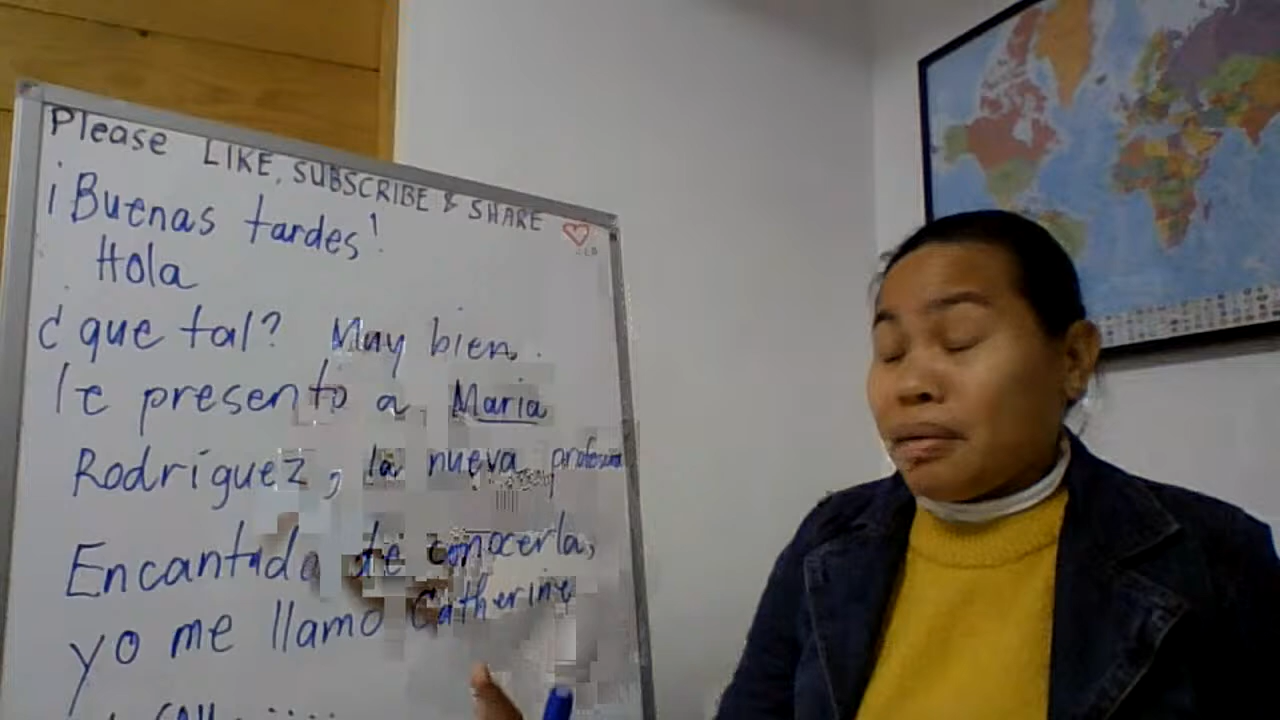 Please LIKE, SUBSCRIBE & SHARE
¡Buenas tardes!
Hola
¿que tal? Muy bien.
le presento a Maria
Rodríguez, la nueva profesora
Encantada de conocerla,
yo me llamo Catherine